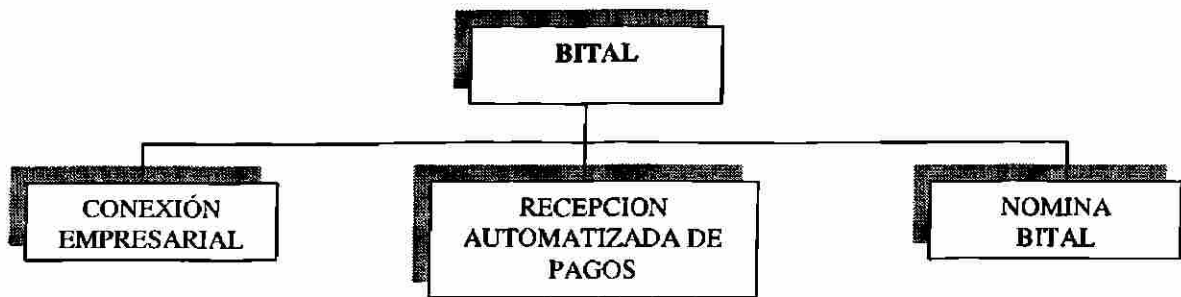 BITAL
CONEXIÓN
EMPRESARIAL
RECEPCION
AUTOMATIZADA DE
PAGOS
NOMINA
BITAL